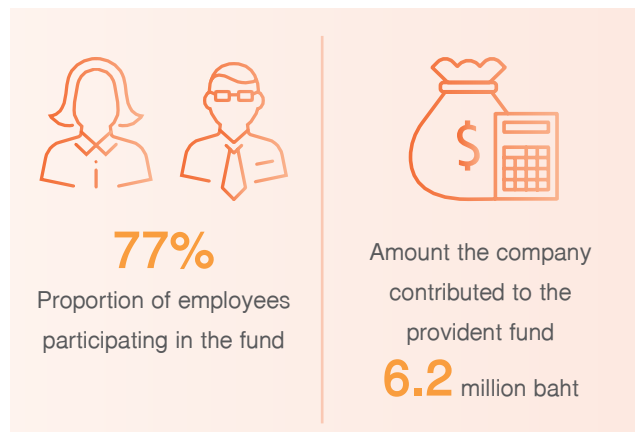 77%
Proportion of employees
participating in the fund
$
Amount the company
contributed to the
provident fund
6.2 million baht